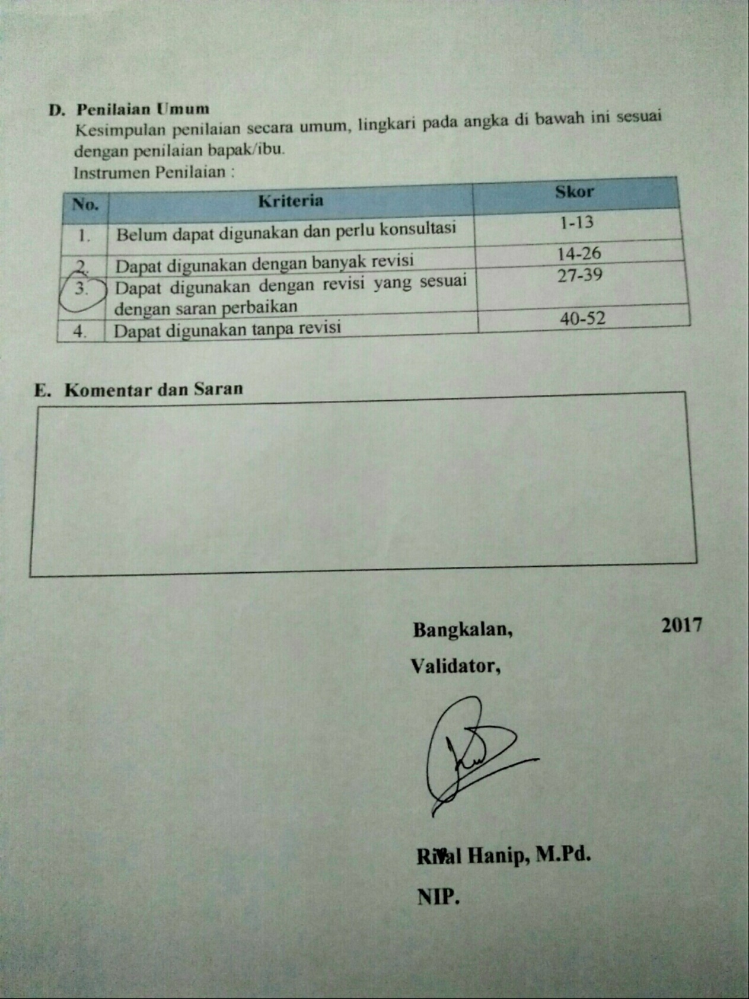 D. Penilaian Umum
Kesimpulan penilaian secara umum, lingkari pada angka di bawah ini sesuai
dengan penilaian bapak/ibu.
Instrumen Penilaian :
No. Kriteria Skor
1. Belum dapat digunakan dan perlu konsultasi 1-13
2. Dapat digunakan dengan banyak revisi 14-26
3. Dapat digunakan dengan revisi yang sesuai 27-39
dengan saran perbaikan
4. Dapat digunakan tanpa revisi 40-52
E. Komentar dan Saran
Bangkalan, 2017
Validator,
Hanip, M.Pd.
NIP.